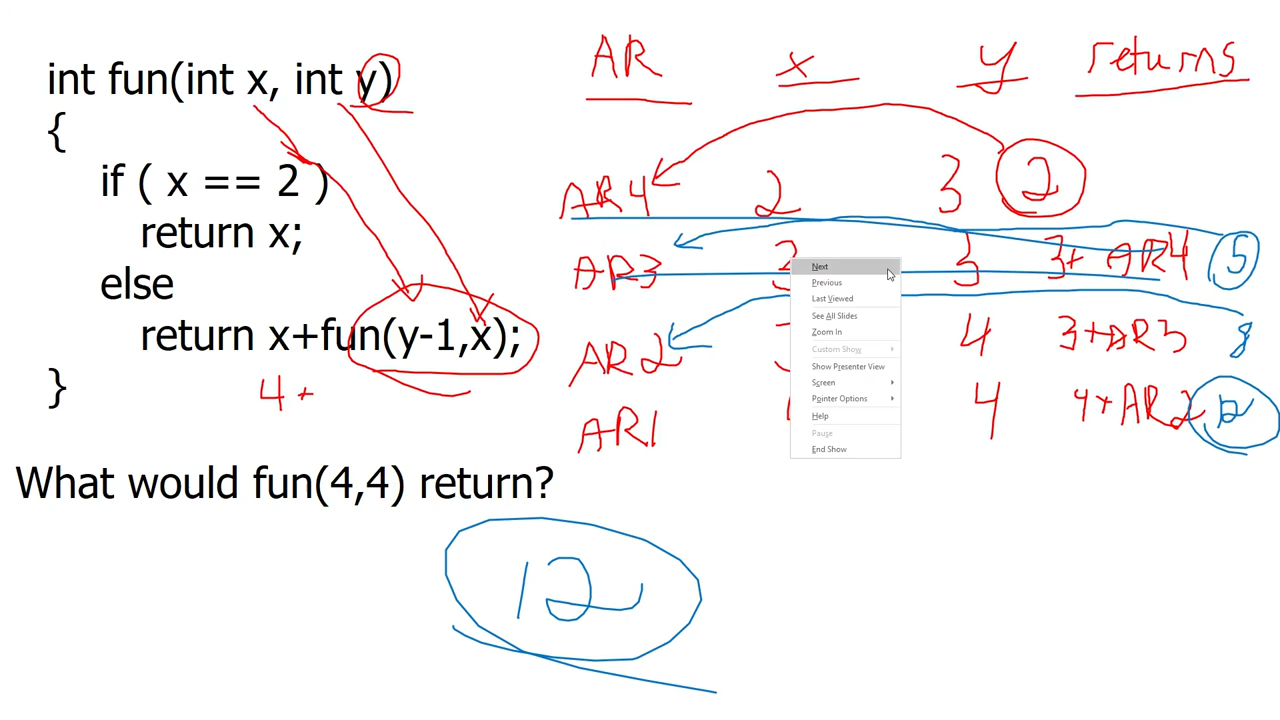 int fun(int x, int y)
{
if ( x == 2 )
return x;
else
return x+fun(y-1,x);
}
4 +
What would fun(4,4) return?
12
AR x y returns
AR4 2 3 2
AR3 3 3 3+ AR4 5
AR2 3 4 3+AR3 8
AR1 4 4+AR2 12
Next
Previous
Last Viewed
See All Slides
Zoom In
Custom Show
Show Presenter View
Screen
Pointer Options
Help
Pause
End Show